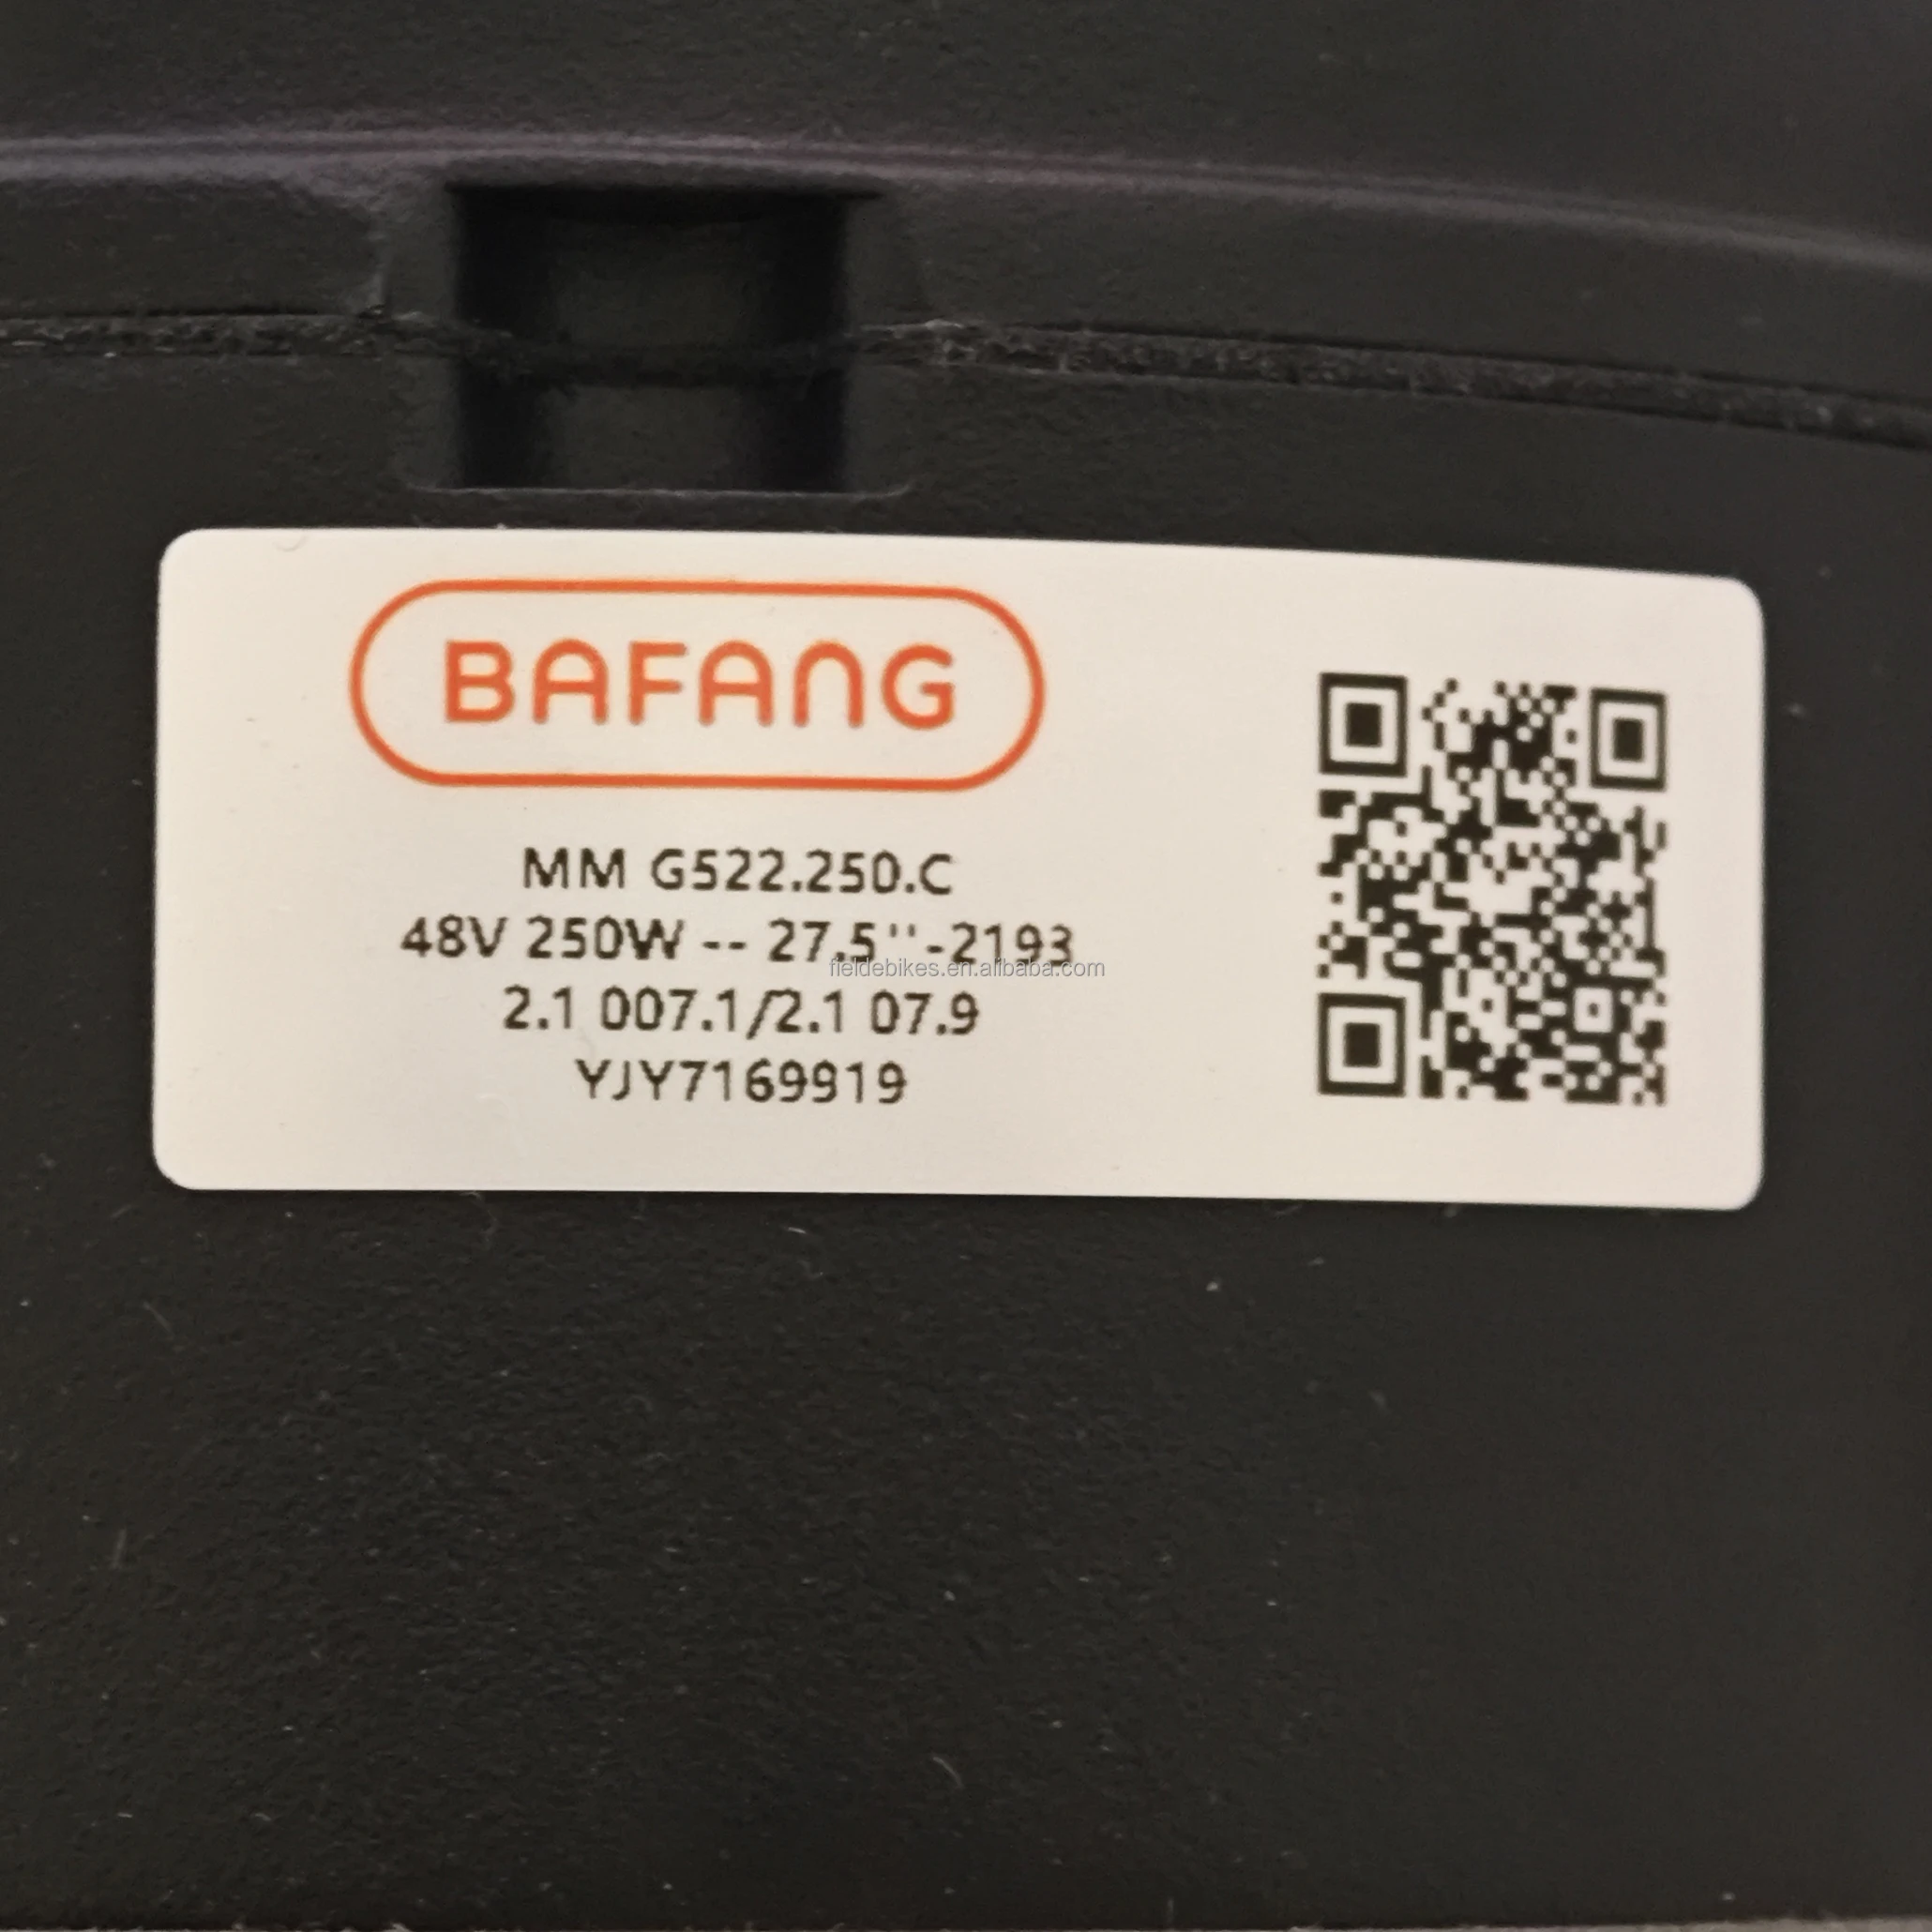 BAFANG
MM G522.250.C
48V 250W -- 27.5''-2193
fieldebikes.en.alibaba.com
2.1 007.1/2.1 07.9
YJY7169919